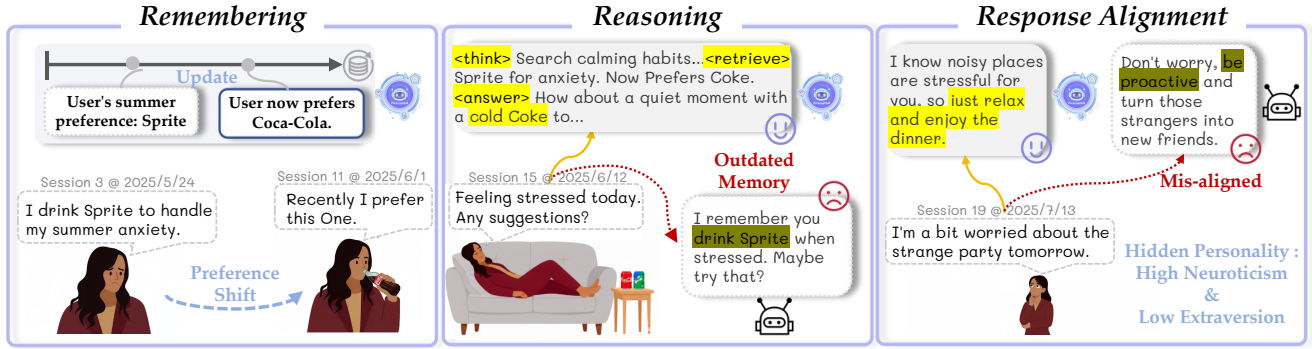 Remembering
Update
User's summer
preference: Sprite
User now prefers
Coca-Cola.
Session 3 @ 2025/5/24
I drink Sprite to handle
my summer anxiety.
Session 11 @ 2025/6/1
Recently I prefer
this One.
Preference
Shift
Reasoning
<think> Search calming habits...<retrieve>
Sprite for anxiety. Now Prefers Coke.
<answer> How about a quiet moment with
a cold Coke to...
Outdated
Memory
Session 15 @ 2025/6/12
Feeling stressed today.
Any suggestions?
I remember you
drink Sprite when
stressed. Maybe
try that?
Response Alignment
I know noisy places
are stressful for
you, so just relax
and enjoy the
dinner.
Don't worry, be
proactive and
turn those
strangers into
new friends.
Mis-aligned
Session 19 @ 2025/7/13
I'm a bit worried about the
strange party tomorrow.
Hidden Personality :
High Neuroticism
&
Low Extraversion